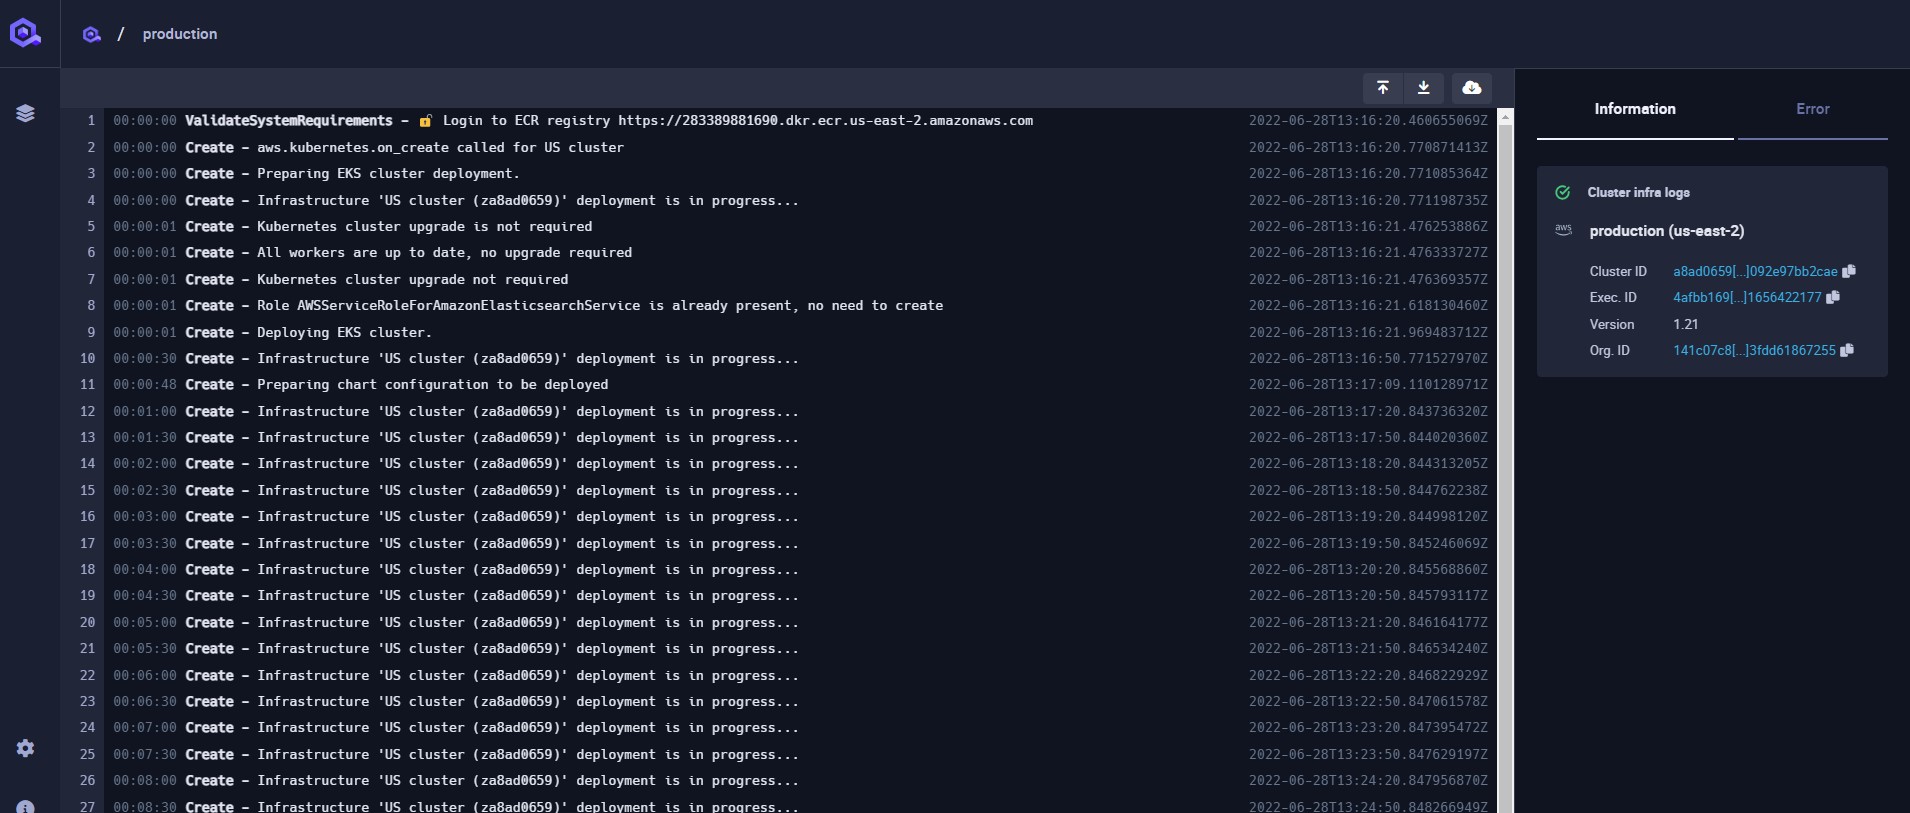 / production
1 00:00:00 ValidateSystemRequirements - 🔓 Login to ECR registry https://283389881690.dkr.ecr.us-east-2.amazonaws.com 2022-06-28T13:16:20.460655069Z
2 00:00:00 Create - aws.kubernetes.on_create called for US cluster 2022-06-28T13:16:20.770871413Z
3 00:00:00 Create - Preparing EKS cluster deployment. 2022-06-28T13:16:20.771085364Z
4 00:00:00 Create - Infrastructure 'US cluster (za8ad0659)' deployment is in progress... 2022-06-28T13:16:20.771198735Z
5 00:00:01 Create - Kubernetes cluster upgrade is not required 2022-06-28T13:16:21.476253886Z
6 00:00:01 Create - All workers are up to date, no upgrade required 2022-06-28T13:16:21.476333727Z
7 00:00:01 Create - Kubernetes cluster upgrade not required 2022-06-28T13:16:21.476369357Z
8 00:00:01 Create - Role AWSServiceRoleForAmazonElasticsearchService is already present, no need to create 2022-06-28T13:16:21.618130460Z
9 00:00:01 Create - Deploying EKS cluster. 2022-06-28T13:16:21.969483712Z
10 00:00:30 Create - Infrastructure 'US cluster (za8ad0659)' deployment is in progress... 2022-06-28T13:16:50.771527970Z
11 00:00:48 Create - Preparing chart configuration to be deployed 2022-06-28T13:17:09.110128971Z
12 00:01:00 Create - Infrastructure 'US cluster (za8ad0659)' deployment is in progress... 2022-06-28T13:17:20.843736320Z
13 00:01:30 Create - Infrastructure 'US cluster (za8ad0659)' deployment is in progress... 2022-06-28T13:17:50.844020360Z
14 00:02:00 Create - Infrastructure 'US cluster (za8ad0659)' deployment is in progress... 2022-06-28T13:18:20.844313205Z
15 00:02:30 Create - Infrastructure 'US cluster (za8ad0659)' deployment is in progress... 2022-06-28T13:18:50.844762238Z
16 00:03:00 Create - Infrastructure 'US cluster (za8ad0659)' deployment is in progress... 2022-06-28T13:19:20.844998120Z
17 00:03:30 Create - Infrastructure 'US cluster (za8ad0659)' deployment is in progress... 2022-06-28T13:19:50.845246069Z
18 00:04:00 Create - Infrastructure 'US cluster (za8ad0659)' deployment is in progress... 2022-06-28T13:20:20.845568860Z
19 00:04:30 Create - Infrastructure 'US cluster (za8ad0659)' deployment is in progress... 2022-06-28T13:20:50.845793117Z
20 00:05:00 Create - Infrastructure 'US cluster (za8ad0659)' deployment is in progress... 2022-06-28T13:21:20.846164177Z
21 00:05:30 Create - Infrastructure 'US cluster (za8ad0659)' deployment is in progress... 2022-06-28T13:21:50.846534240Z
22 00:06:00 Create - Infrastructure 'US cluster (za8ad0659)' deployment is in progress... 2022-06-28T13:22:20.846822929Z
23 00:06:30 Create - Infrastructure 'US cluster (za8ad0659)' deployment is in progress... 2022-06-28T13:22:50.847061578Z
24 00:07:00 Create - Infrastructure 'US cluster (za8ad0659)' deployment is in progress... 2022-06-28T13:23:20.847395472Z
25 00:07:30 Create - Infrastructure 'US cluster (za8ad0659)' deployment is in progress... 2022-06-28T13:23:50.847629197Z
26 00:08:00 Create - Infrastructure 'US cluster (za8ad0659)' deployment is in progress... 2022-06-28T13:24:20.847956870Z
27 00:08:30 Create - Infrastructure 'US cluster (za8ad0659)' deployment is in progress... 2022-06-28T13:24:50.848266949Z
Information Error
Cluster infra logs
aws production (us-east-2)
Cluster ID a8ad0659[...]092e97bb2cae
Exec. ID 4afbb169[...]1656422177
Version 1.21
Org. ID 141c07c8[...]3fdd61867255